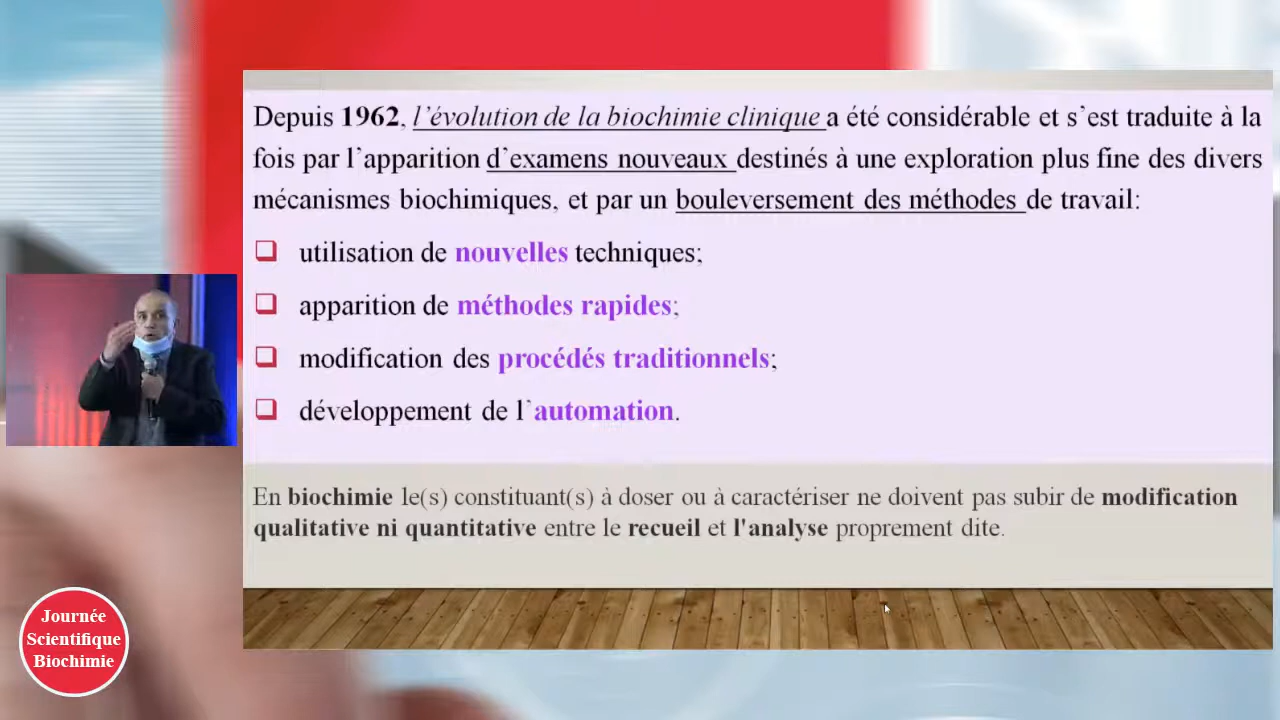 Depuis 1962, l’évolution de la biochimie clinique a été considérable et s’est traduite à la
fois par l’apparition d’examens nouveaux destinés à une exploration plus fine des divers
mécanismes biochimiques, et par un bouleversement des méthodes de travail:
❑ utilisation de nouvelles techniques;
❑ apparition de méthodes rapides;
❑ modification des procédés traditionnels;
❑ développement de l’automation.
En biochimie le(s) constituant(s) à doser ou à caractériser ne doivent pas subir de modification
qualitative ni quantitative entre le recueil et l'analyse proprement dite.
Journée
Scientifique
Biochimie